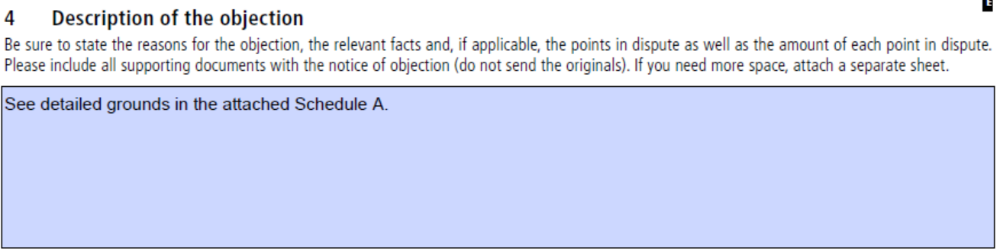 E
4 Description of the objection
Be sure to state the reasons for the objection, the relevant facts and, if applicable, the points in dispute as well as the amount of each point in dispute.
Please include all supporting documents with the notice of objection (do not send the originals). If you need more space, attach a separate sheet.
See detailed grounds in the attached Schedule A.